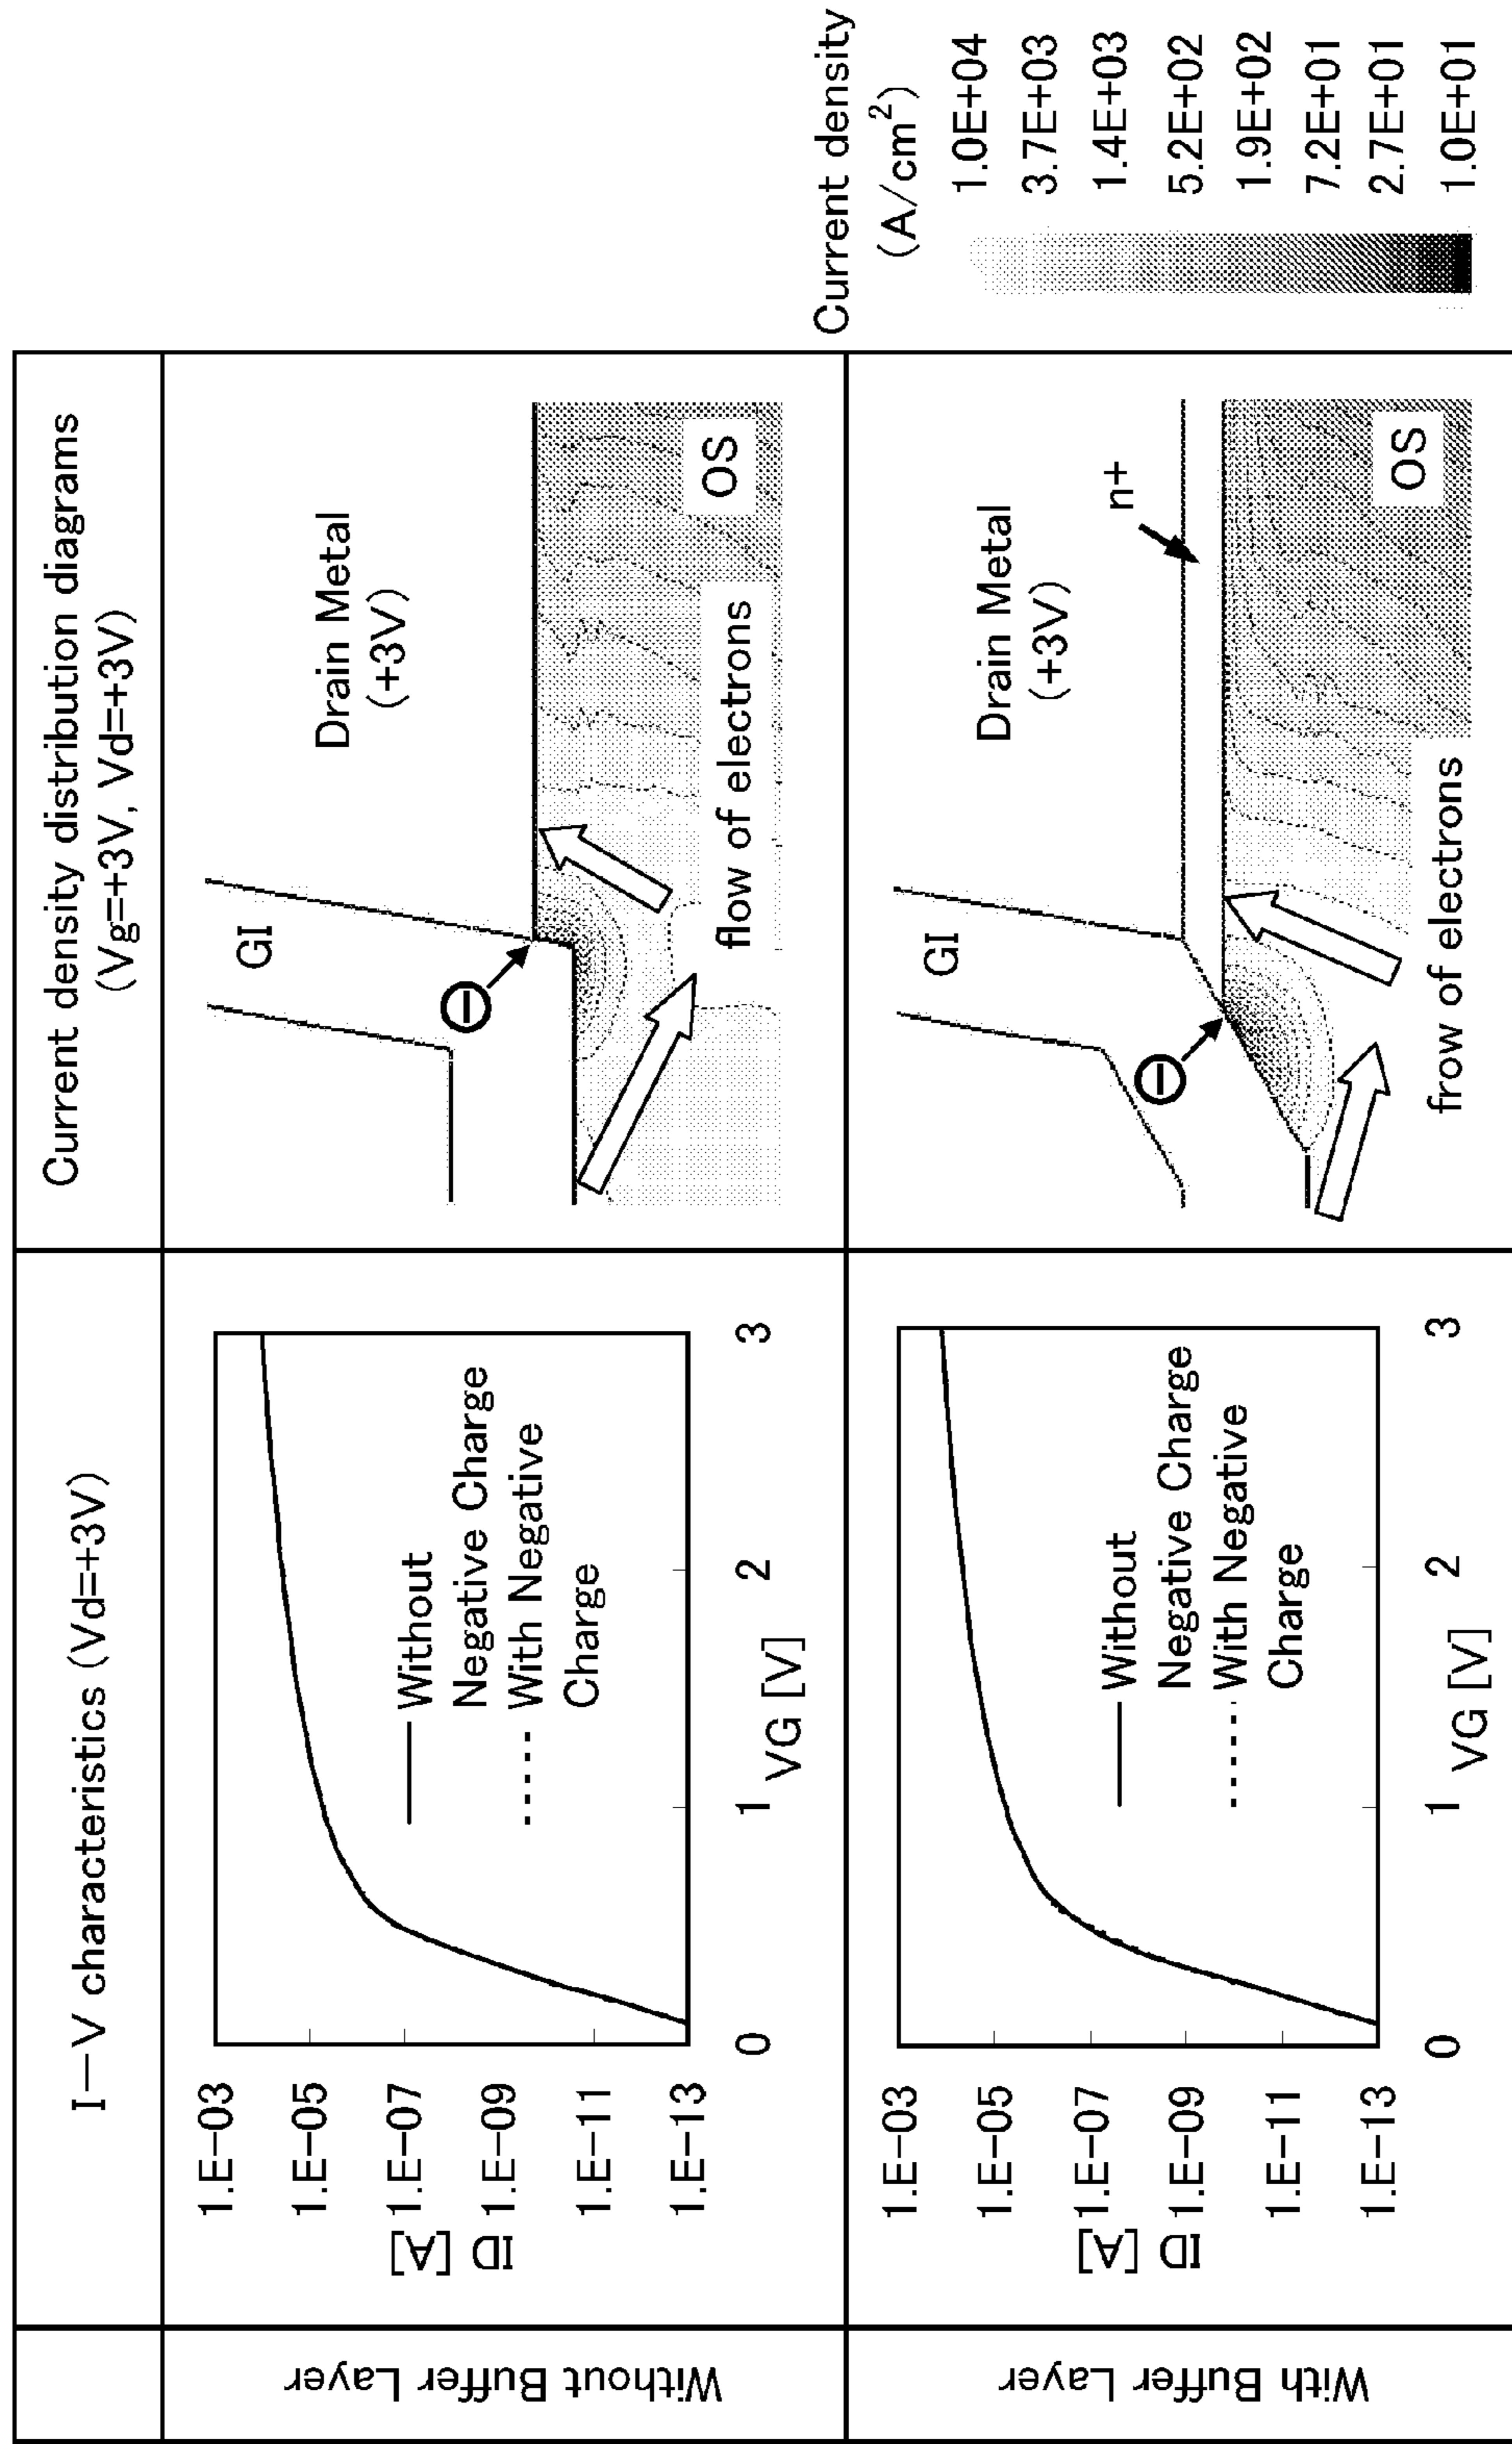 I—V characteristics (Vd=+3V)
Current density distribution diagrams
(Vg=+3V, Vd=+3V)
Without Buffer Layer
ID [A]
1.E-03
1.E-05
1.E-07
1.E-09
1.E-11
1.E-13
Without
Negative Charge
With Negative
Charge
0
1
2
3
VG [V]
GI
Drain Metal
(+3V)
⊖
flow of electrons
OS
With Buffer Layer
ID [A]
1.E-03
1.E-05
1.E-07
1.E-09
1.E-11
1.E-13
Without
Negative Charge
With Negative
Charge
0
1
2
3
VG [V]
GI
Drain Metal
(+3V)
n+
⊖
frow of electrons
OS
Current density
(A/cm²)
1.0E+04
3.7E+03
1.4E+03
5.2E+02
1.9E+02
7.2E+01
2.7E+01
1.0E+01